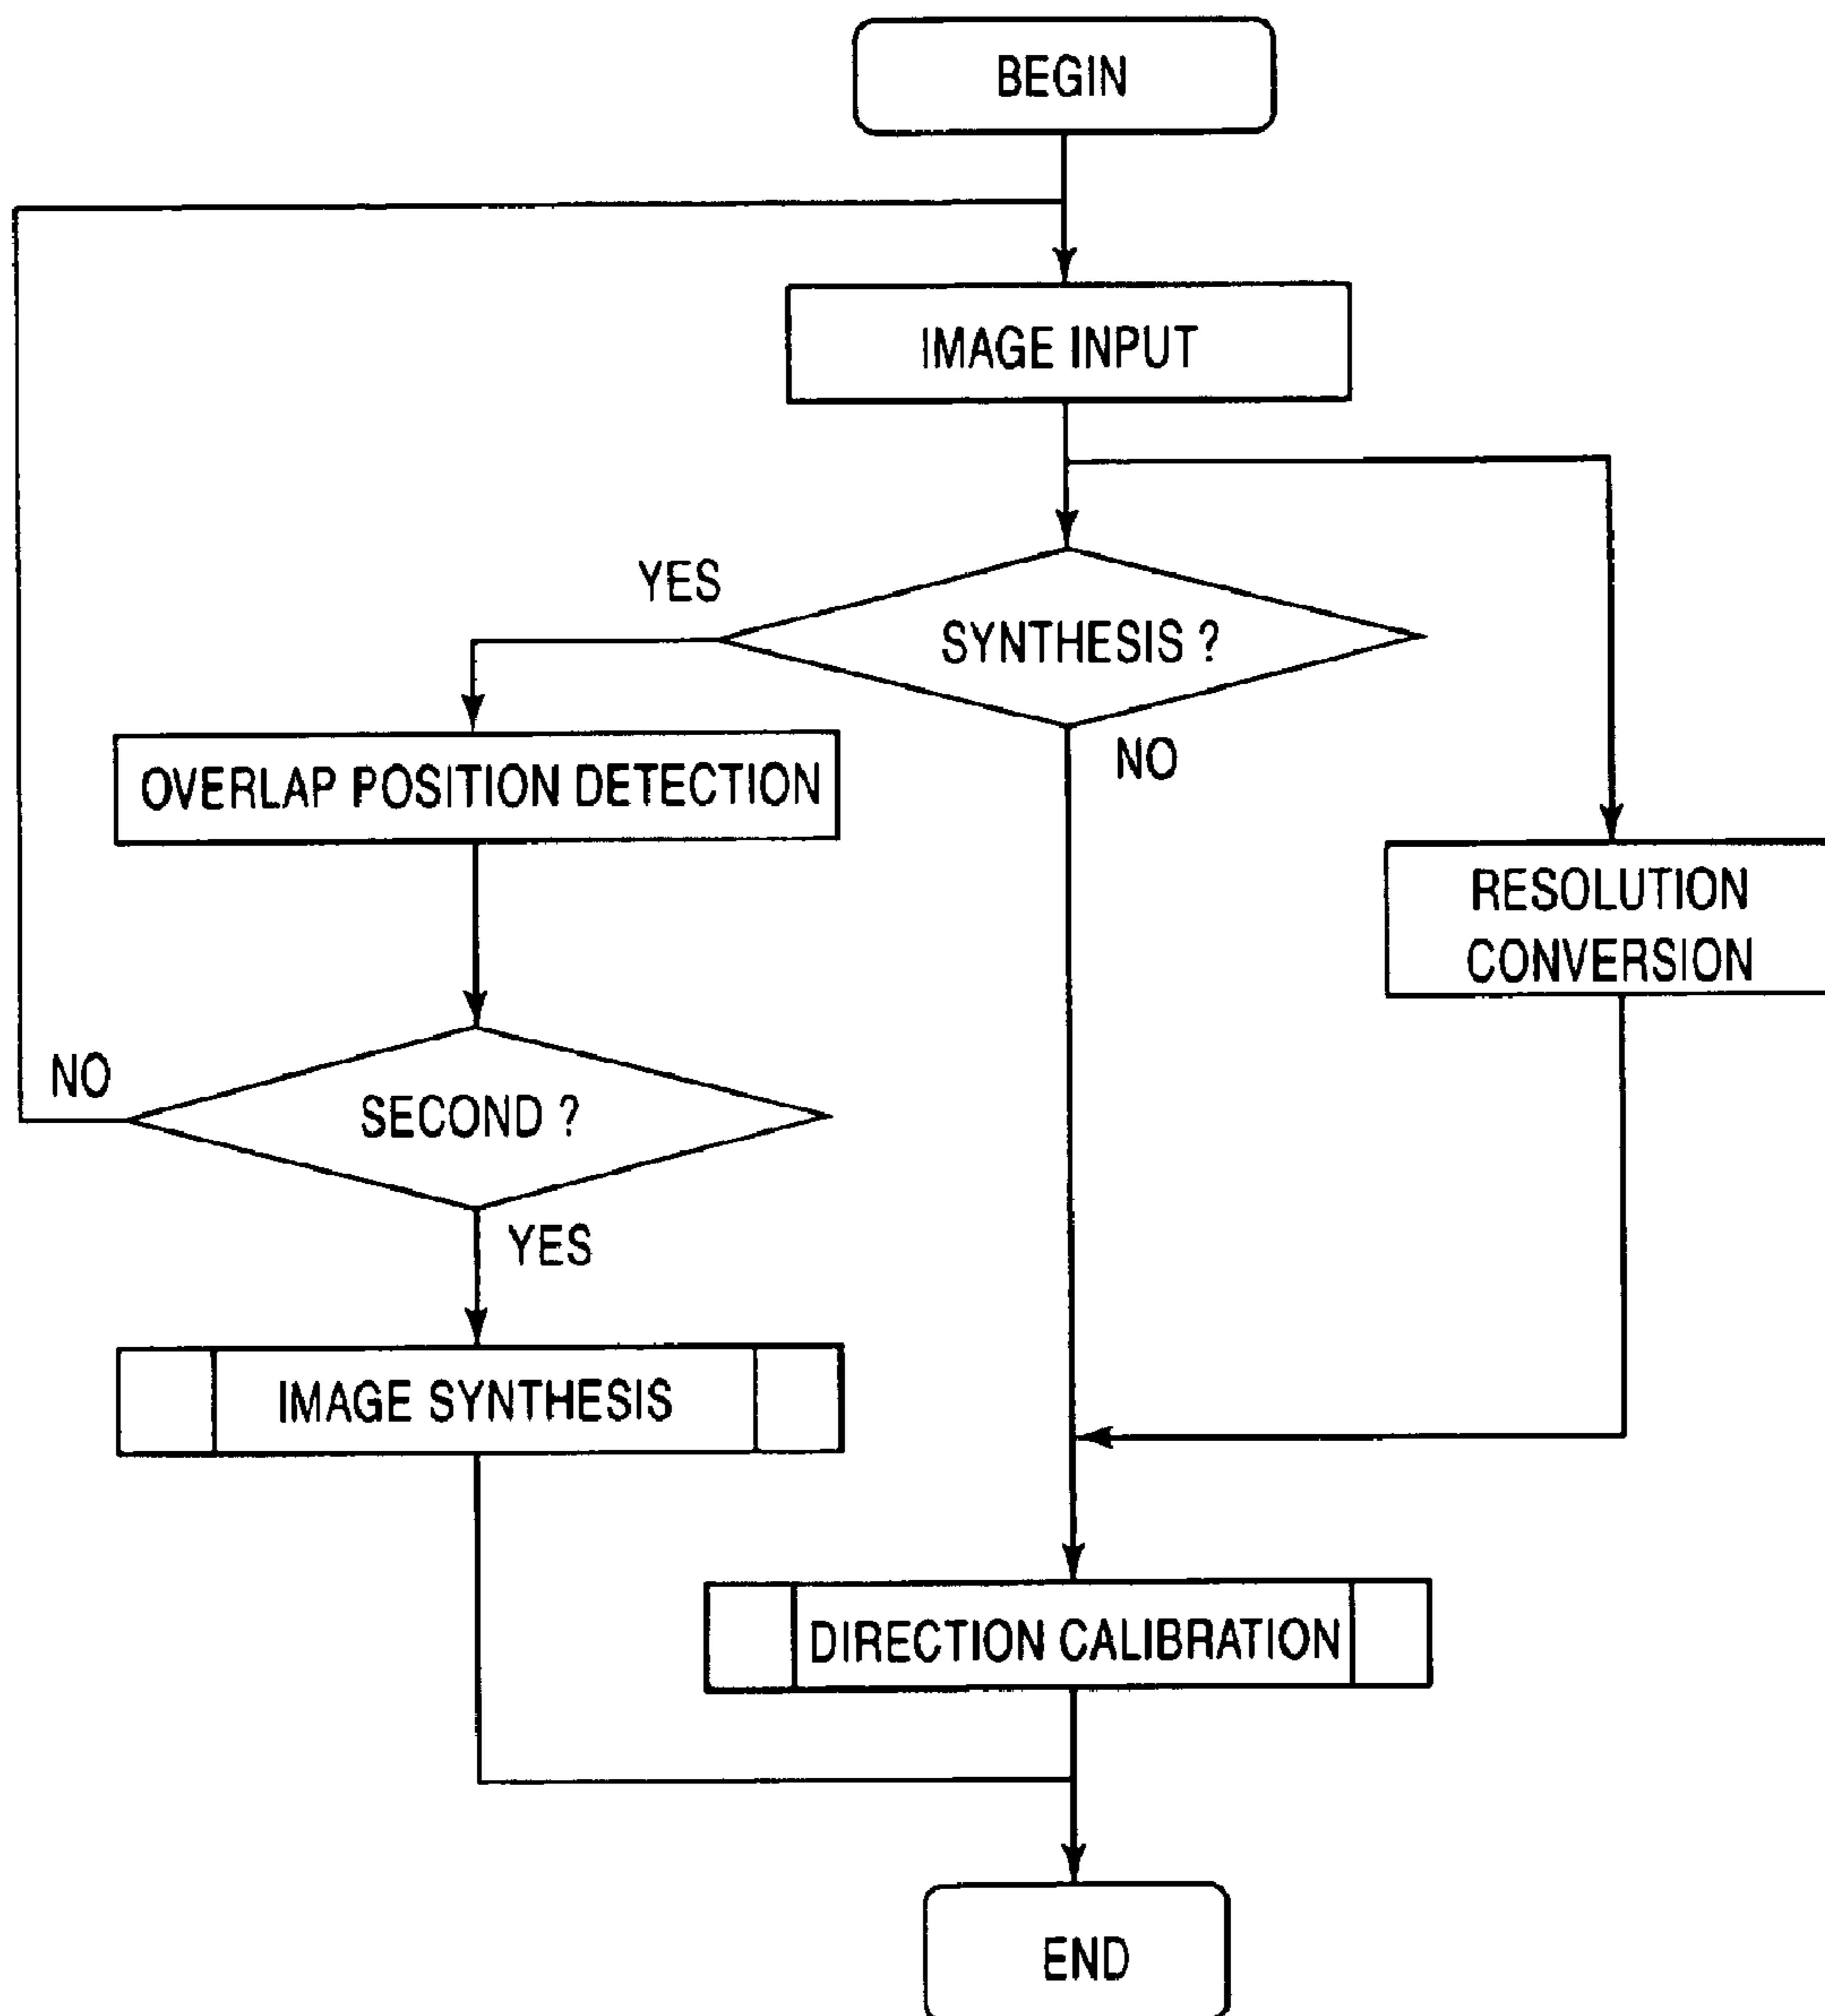 BEGIN
IMAGE INPUT
YES
SYNTHESIS ?
NO
OVERLAP POSITION DETECTION
RESOLUTION
CONVERSION
NO
SECOND ?
YES
IMAGE SYNTHESIS
DIRECTION CALIBRATION
END